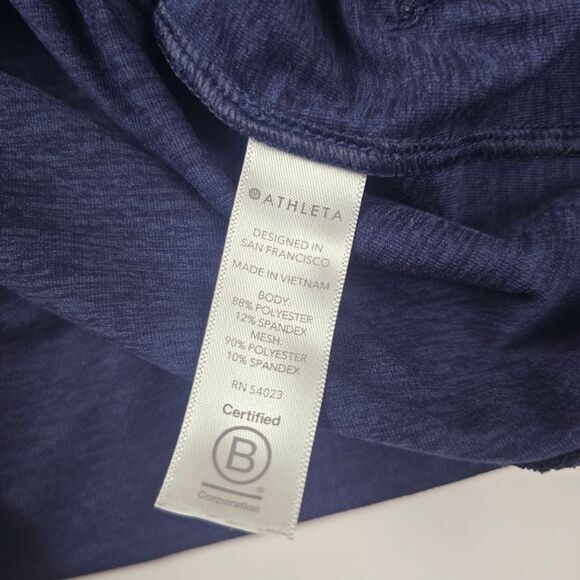 ATHLETA
DESIGNED IN
SAN FRANCISCO
MADE IN VIETNAM
BODY:
88% POLYESTER
12% SPANDEX
MESH:
90% POLYESTER
10% SPANDEX
RN 54023
Certified
B
®
Corporation